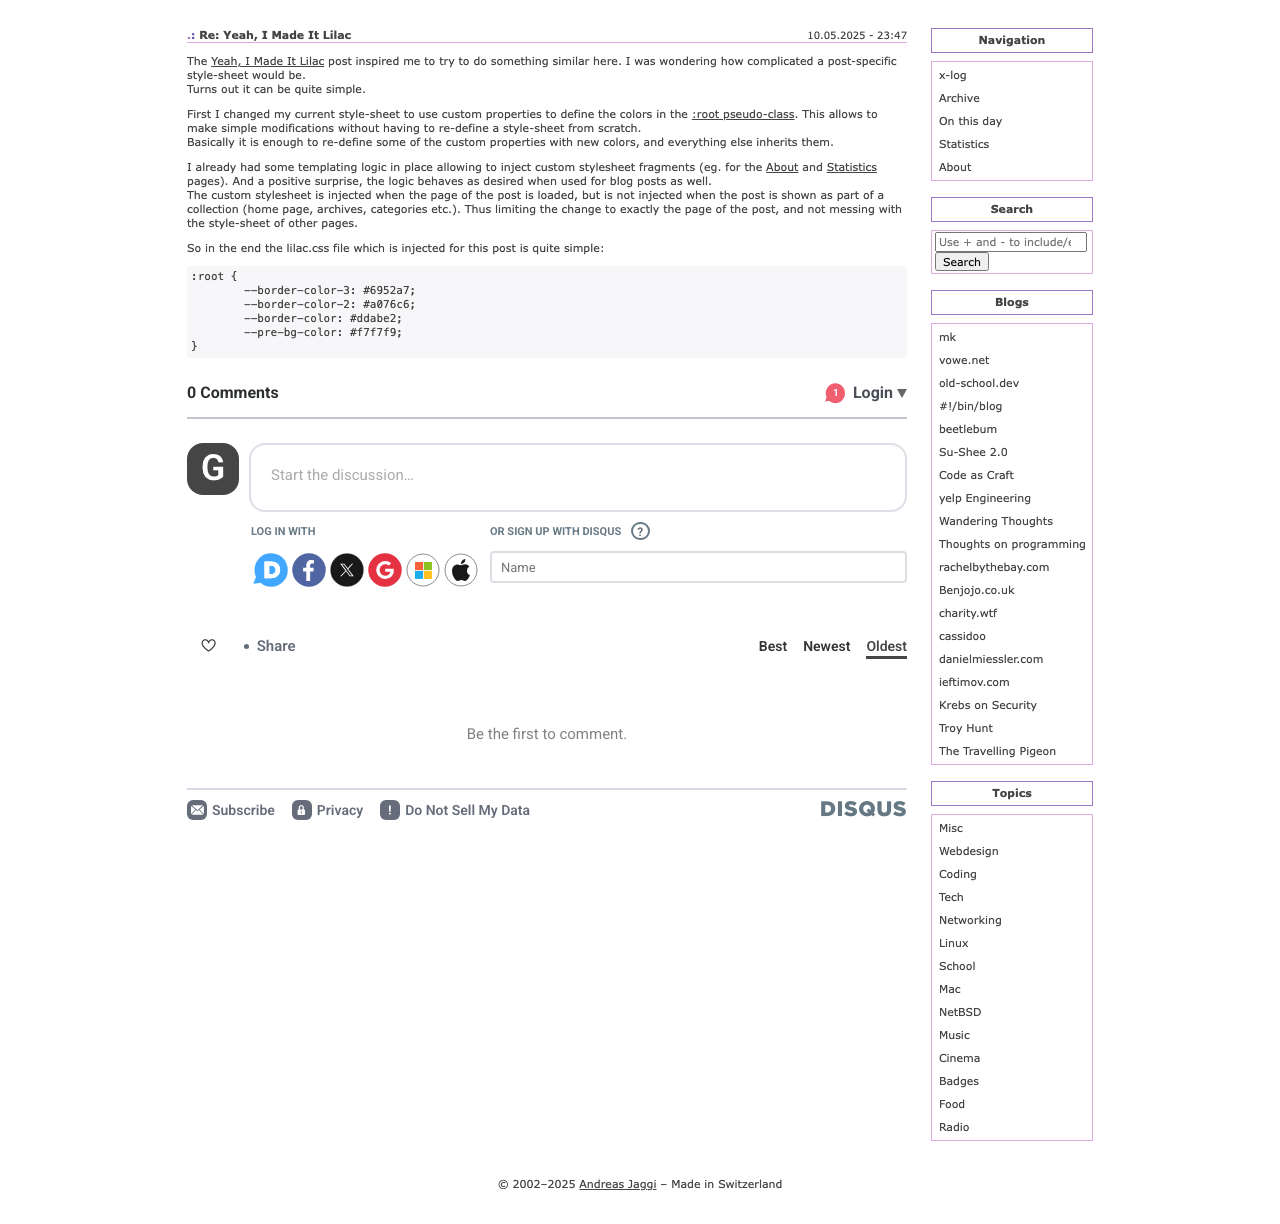 .: Re: Yeah, I Made It Lilac
10.05.2025 - 23:47
The Yeah, I Made It Lilac post inspired me to try to do something similar here. I was wondering how complicated a post-specific
style-sheet would be.
Turns out it can be quite simple.
First I changed my current style-sheet to use custom properties to define the colors in the :root pseudo-class. This allows to
make simple modifications without having to re-define a style-sheet from scratch.
Basically it is enough to re-define some of the custom properties with new colors, and everything else inherits them.
I already had some templating logic in place allowing to inject custom stylesheet fragments (eg. for the About and Statistics
pages). And a positive surprise, the logic behaves as desired when used for blog posts as well.
The custom stylesheet is injected when the page of the post is loaded, but is not injected when the post is shown as part of a
collection (home page, archives, categories etc.). Thus limiting the change to exactly the page of the post, and not messing with
the style-sheet of other pages.
So in the end the lilac.css file which is injected for this post is quite simple:
:root {
--border-color-3: #6952a7;
--border-color-2: #a076c6;
--border-color: #ddabe2;
--pre-bg-color: #f7f7f9;
}
0 Comments
1
Login
G
Start the discussion…
LOG IN WITH
OR SIGN UP WITH DISQUS ?
Name
• Share
Best
Newest
Oldest
Be the first to comment.
Subscribe
Privacy
! Do Not Sell My Data
DISQUS
Navigation
x-log
Archive
On this day
Statistics
About
Search
Use + and - to include/e
Search
Blogs
mk
vowe.net
old-school.dev
#!/bin/blog
beetlebum
Su-Shee 2.0
Code as Craft
yelp Engineering
Wandering Thoughts
Thoughts on programming
rachelbythebay.com
Benjojo.co.uk
charity.wtf
cassidoo
danielmiessler.com
ieftimov.com
Krebs on Security
Troy Hunt
The Travelling Pigeon
Topics
Misc
Webdesign
Coding
Tech
Networking
Linux
School
Mac
NetBSD
Music
Cinema
Badges
Food
Radio
© 2002–2025 Andreas Jaggi – Made in Switzerland